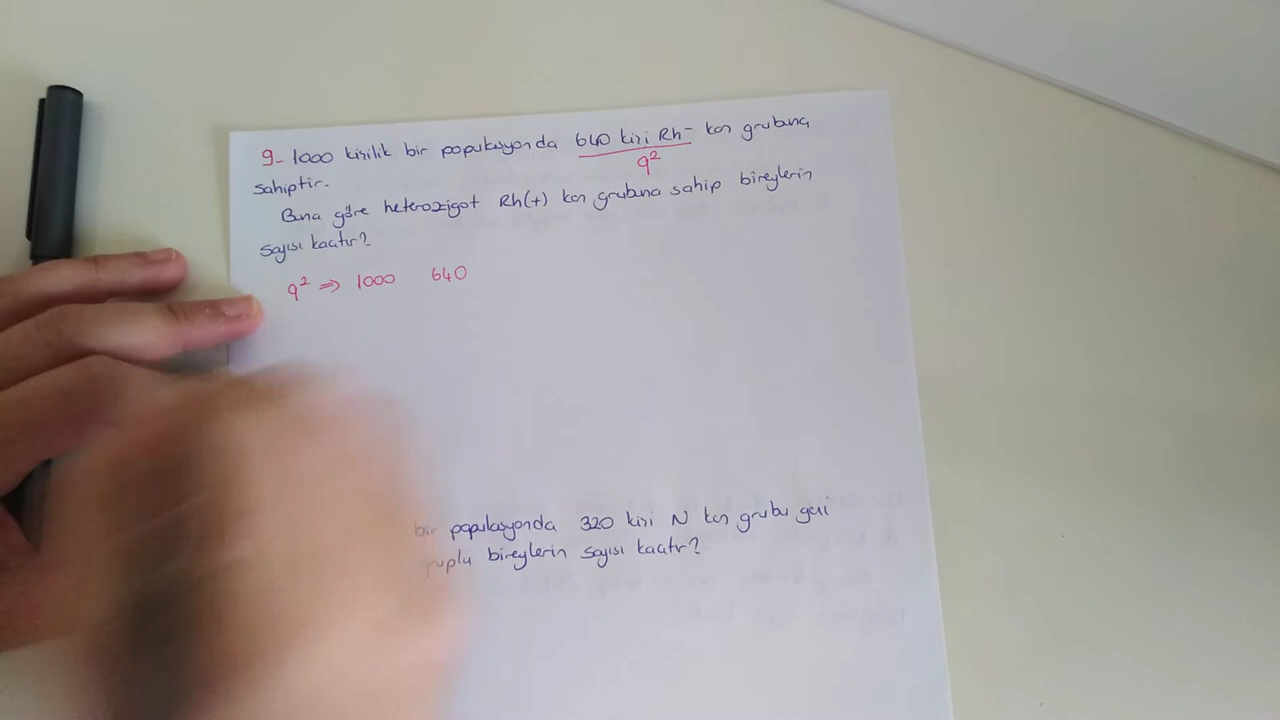 9- 1000 kişilik bir populasyonda 640 kişi Rh- kan grubuna
q²
sahiptir.
Buna göre heterozigot Rh(+) kan grubuna sahip bireylerin
sayısı kaçtır?
q² ⇒ 1000 640
bir populasyonda 320 kişi N kan grubu geni
gruplu bireylerin sayısı kaçtır?